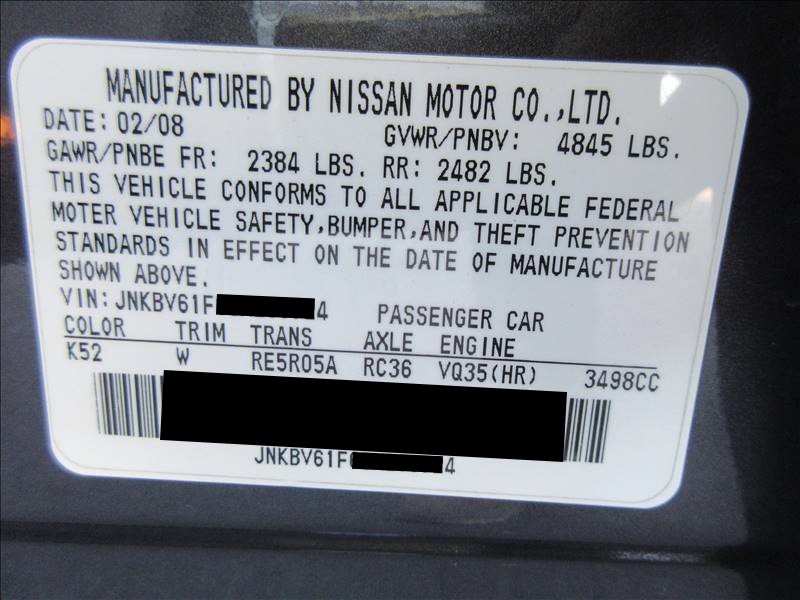 MANUFACTURED BY NISSAN MOTOR CO.,LTD.
DATE: 02/08 GVWR/PNBV: 4845 LBS.
GAWR/PNBE FR: 2384 LBS. RR: 2482 LBS.
THIS VEHICLE CONFORMS TO ALL APPLICABLE FEDERAL
MOTER VEHICLE SAFETY,BUMPER,AND THEFT PREVENTION
STANDARDS IN EFFECT ON THE DATE OF MANUFACTURE
SHOWN ABOVE.
VIN: JNKBV61F 4 PASSENGER CAR
COLOR TRIM TRANS AXLE ENGINE
K52 W RE5R05A RC36 VQ35(HR) 3498CC
JNKBV61F 4